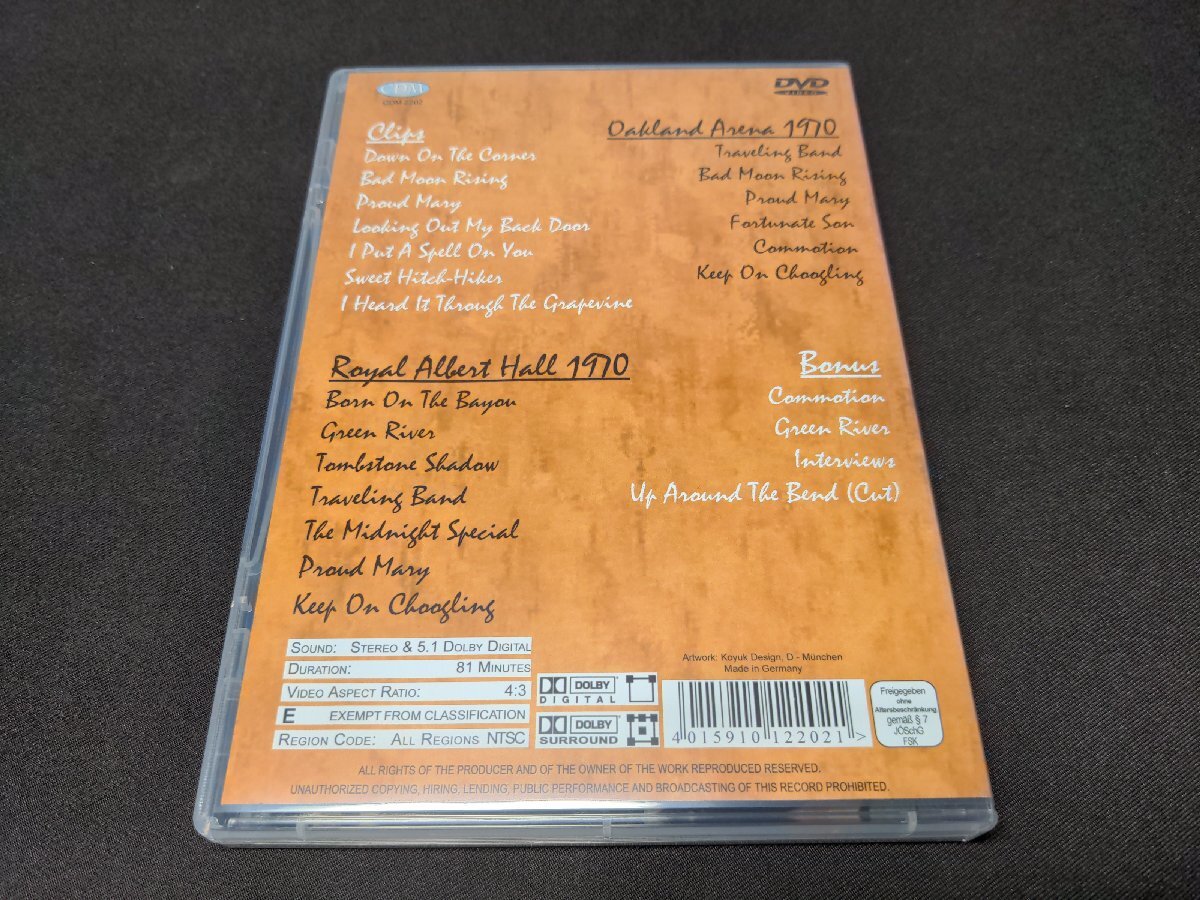 CDM
CDM 2202
DVD
VIDEO
Clips
Down On The Corner
Bad Moon Rising
Proud Mary
Looking Out My Back Door
I Put A Spell On You
Sweet Hitch-Hiker
I Heard It Through The Grapevine
Oakland Arena 1970
Traveling Band
Bad Moon Rising
Proud Mary
Fortunate Son
Commotion
Keep On Choogling
Royal Albert Hall 1970
Born On The Bayou
Green River
Tombstone Shadow
Traveling Band
The Midnight Special
Proud Mary
Keep On Choogling
Bonus
Commotion
Green River
Interviews
Up Around The Bend (Cut)
Sound: Stereo & 5.1 Dolby Digital
Duration: 81 Minutes
Video Aspect Ratio: 4:3
E EXEMPT FROM CLASSIFICATION
Region Code: All Regions NTSC
DOLBY
DIGITAL
DOLBY
SURROUND
Artwork: Koyuk Design, D - München
Made in Germany
4 015910 122021 >
Freigegeben
ohne
Altersbeschränkung
gemäß § 7
JÖSchG
FSK
ALL RIGHTS OF THE PRODUCER AND OF THE OWNER OF THE WORK REPRODUCED RESERVED.
UNAUTHORIZED COPYING, HIRING, LENDING, PUBLIC PERFORMANCE AND BROADCASTING OF THIS RECORD PROHIBITED.